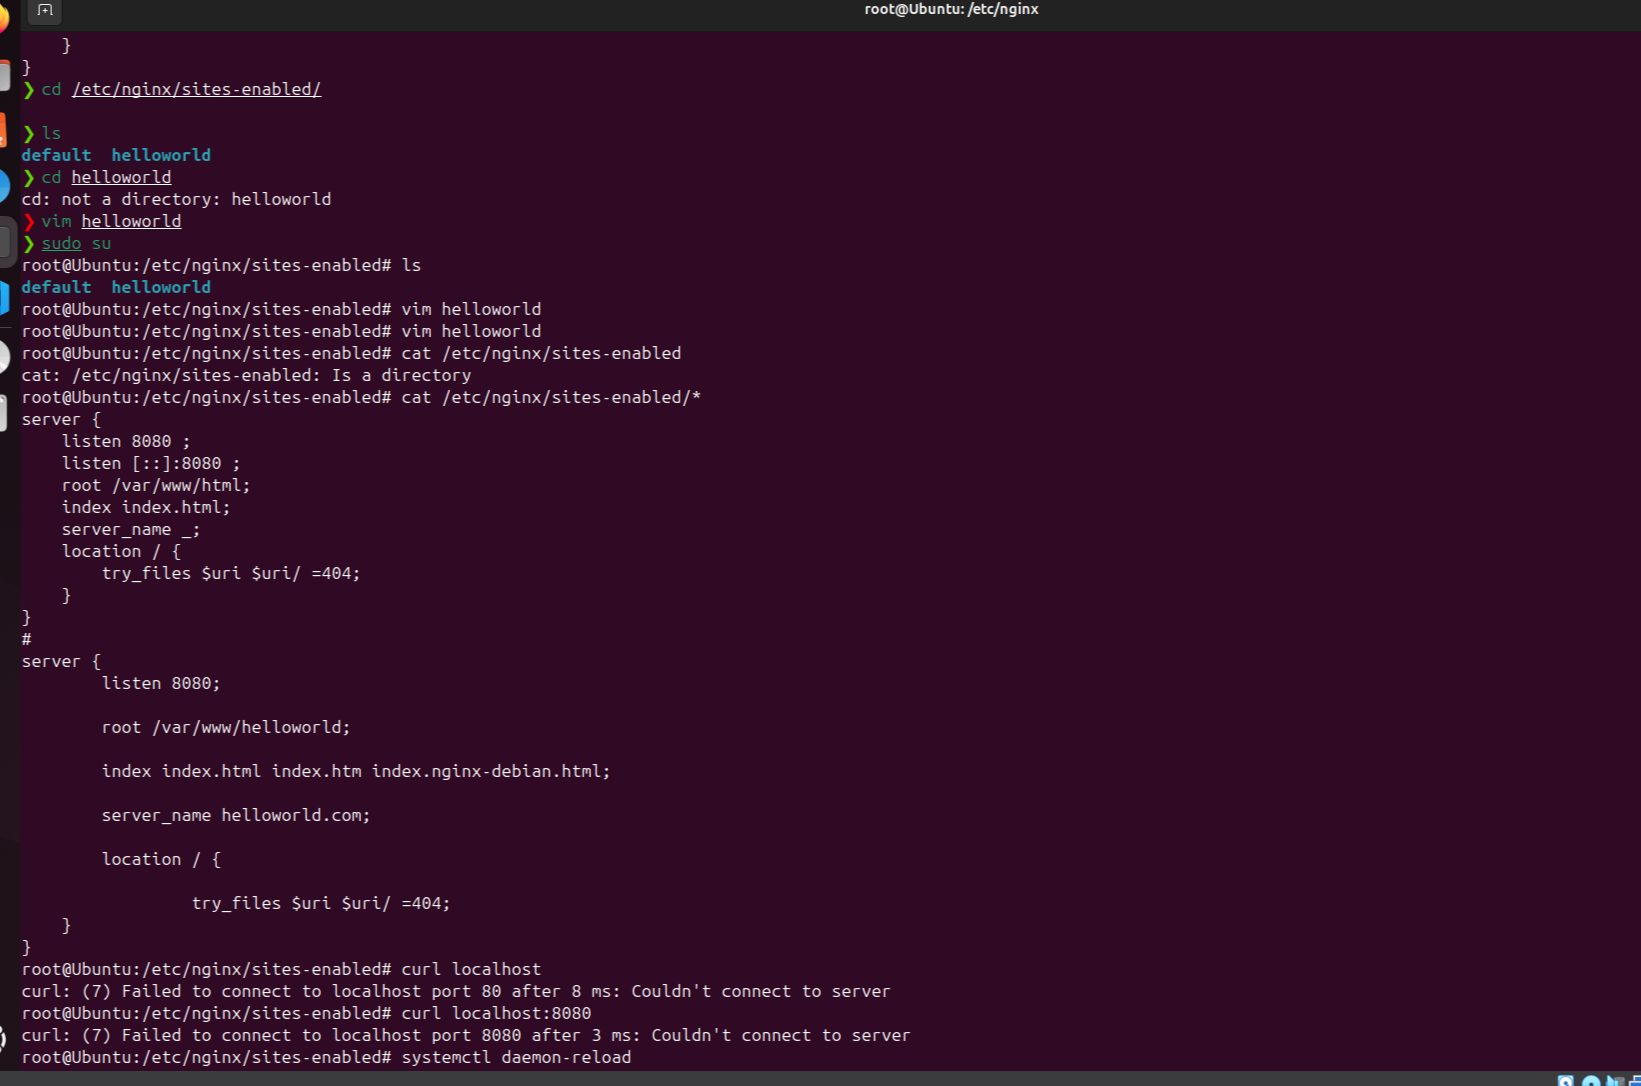 root@Ubuntu: /etc/nginx
    }
}
❯ cd /etc/nginx/sites-enabled/
❯ ls
default  helloworld
❯ cd helloworld
cd: not a directory: helloworld
❯ vim helloworld
❯ sudo su
root@Ubuntu:/etc/nginx/sites-enabled# ls
default  helloworld
root@Ubuntu:/etc/nginx/sites-enabled# vim helloworld
root@Ubuntu:/etc/nginx/sites-enabled# vim helloworld
root@Ubuntu:/etc/nginx/sites-enabled# cat /etc/nginx/sites-enabled
cat: /etc/nginx/sites-enabled: Is a directory
root@Ubuntu:/etc/nginx/sites-enabled# cat /etc/nginx/sites-enabled/*
server {
    listen 8080 ;
    listen [::]:8080 ;
    root /var/www/html;
    index index.html;
    server_name _;
    location / {
        try_files $uri $uri/ =404;
    }
}
#
server {
        listen 8080;
        root /var/www/helloworld;
        index index.html index.htm index.nginx-debian.html;
        server_name helloworld.com;
        location / {
                 try_files $uri $uri/ =404;
    }
}
root@Ubuntu:/etc/nginx/sites-enabled# curl localhost
curl: (7) Failed to connect to localhost port 80 after 8 ms: Couldn't connect to server
root@Ubuntu:/etc/nginx/sites-enabled# curl localhost:8080
curl: (7) Failed to connect to localhost port 8080 after 3 ms: Couldn't connect to server
root@Ubuntu:/etc/nginx/sites-enabled# systemctl daemon-reload